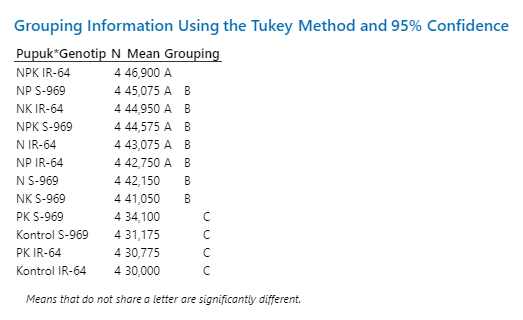 Grouping Information Using the Tukey Method and 95% Confidence
Pupuk*Genotip N Mean Grouping
NPK IR-64 4 46,900 A
NP S-969 4 45,075 A B
NK IR-64 4 44,950 A B
NPK S-969 4 44,575 A B
N IR-64 4 43,075 A B
NP IR-64 4 42,750 A B
N S-969 4 42,150 B
NK S-969 4 41,050 B
PK S-969 4 34,100 C
Kontrol S-969 4 31,175 C
PK IR-64 4 30,775 C
Kontrol IR-64 4 30,000 C
Means that do not share a letter are significantly different.